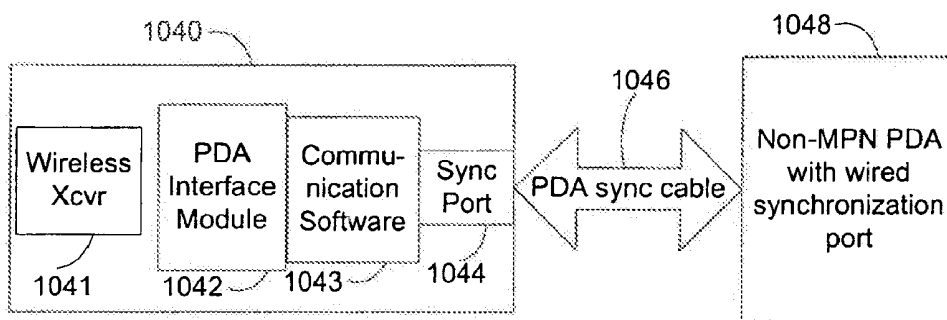 1040
1048
1046
Wireless
Xcvr
PDA
Interface
Module
Commu-
nication
Software
Sync
Port
PDA sync cable
Non-MPN PDA
with wired
synchronization
port
1041
1042
1043
1044